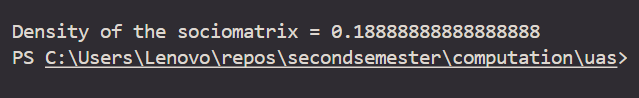 Density of the sociomatrix = 0.18888888888888888
PS C:\Users\Lenovo\repos\secondsemester\computation\uas>